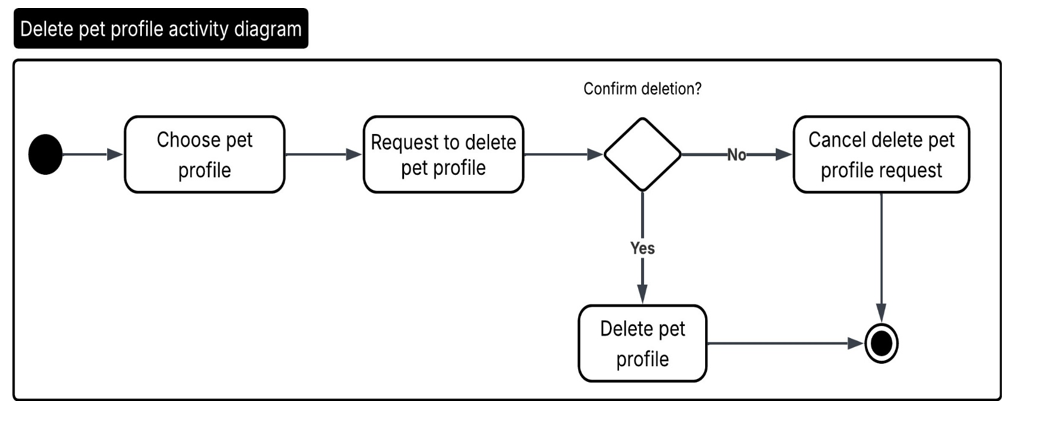 Delete pet profile activity diagram
Confirm deletion?
Choose pet
profile
Request to delete
pet profile
No
Cancel delete pet
profile request
Yes
Delete pet
profile